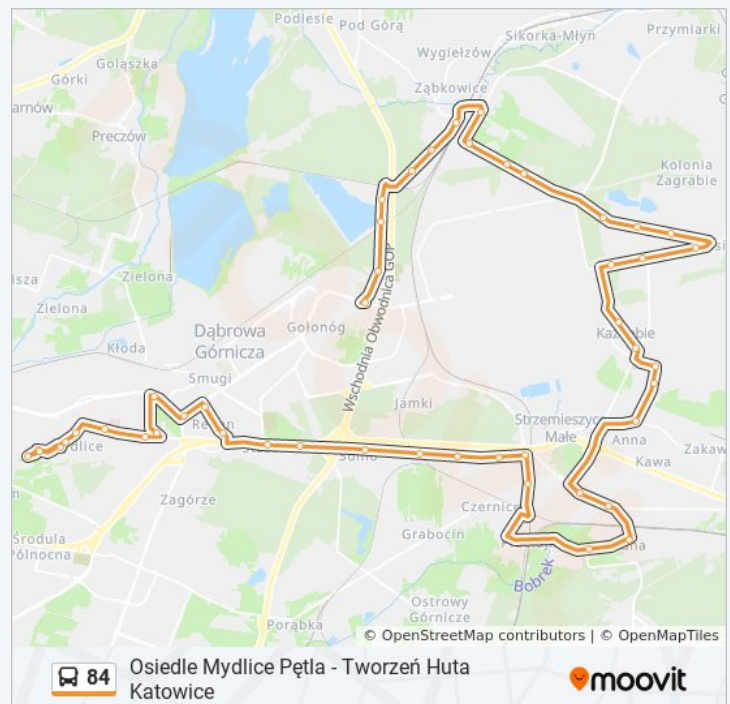 Podlesie
Pod Górą
Sikorka-Młyn
Przymiarki
Gołąszka
Wygiełzów
Górki
Ząbkowice
arnów
Preczów
Kolonia
Zagrabie
Zielona
isza
Zielona
Gołonóg
Wschodnia Obwodnica GOP
Dąbrowa
Górnicza
Kłoda
Smugi
Jamki
Strzemieszyce
Małe
Anna
Kawa
Zakaw
Zagórze
Czernice
Środula
Północna
Grabocin
Bobrek
Ostrowy
Górnicze
Porąbka
© OpenStreetMap contributors | © OpenMapTiles
84
Osiedle Mydlice Pętla - Tworzeń Huta
Katowice
moovit